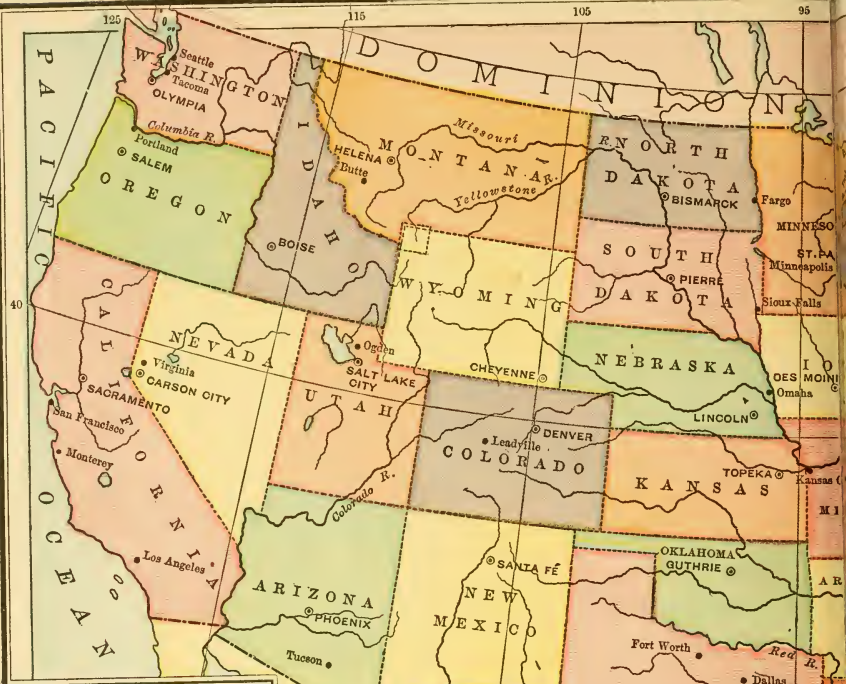 125
115
105
95
DOMINION
PACIFIC
OCEAN
WASHINGTON
Seattle
Tacoma
OLYMPIA
Columbia R.
Portland
SALEM
OREGON
IDAHO
BOISE
MONTANA
Missouri
R.
HELENA
Butte
Yellowstone
R.
NORTH
DAKOTA
BISMARCK
Fargo
MINNESO
ST. PA
Minneapolis
SOUTH
DAKOTA
PIERRE
Sioux Falls
WYOMING
CHEYENNE
NEBRASKA
LINCOLN
Omaha
IO
DES MOIN
40
CALIFORNIA
SACRAMENTO
San Francisco
Monterey
Los Angeles
NEVADA
Virginia
CARSON CITY
Ogden
SALT LAKE
CITY
UTAH
Colorado R.
DENVER
Leadville
COLORADO
KANSAS
TOPEKA
Kansas C
MI
ARIZONA
PHOENIX
Tucson
SANTA FÉ
NEW
MEXICO
OKLAHOMA
GUTHRIE
AR
Red R.
Fort Worth
Dallas